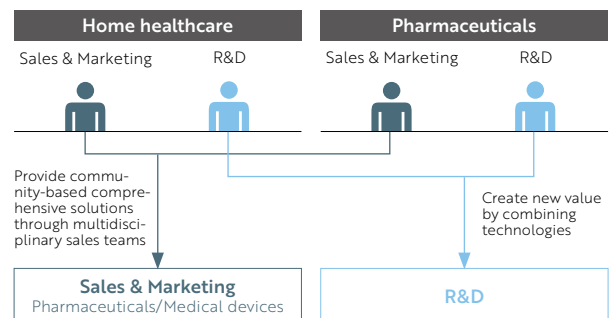 Home healthcare
Pharmaceuticals
Sales & Marketing
R&D
Sales & Marketing
R&D
Provide commu-
nity-based compre-
hensive solutions
through multidisci-
plinary sales teams
Create new value
by combining
technologies
Sales & Marketing
Pharmaceuticals/Medical devices
R&D